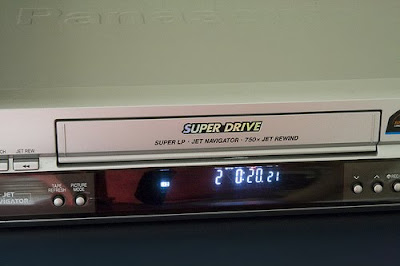 Panasonic
SUPER DRIVE
SUPER LP · JET NAVIGATOR · 750× JET REWIND
JET REW
TAPE REFRESH
PICTURE MODE
JET
2 0:20.21
REC